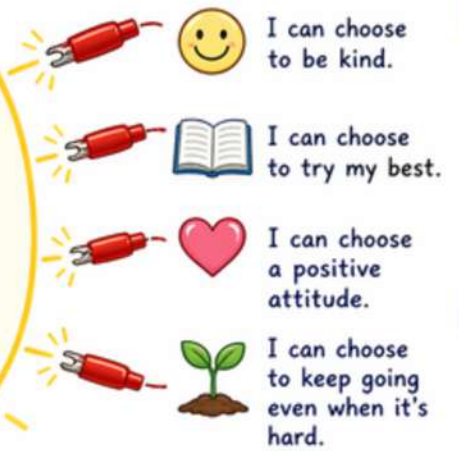 I can choose
to be kind.
I can choose
to try my best.
I can choose
a positive
attitude.
I can choose
to keep going
even when it's
hard.